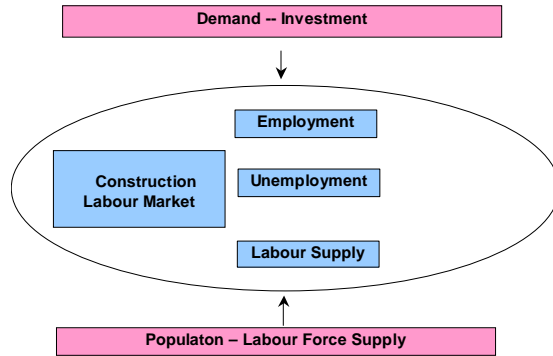 Demand -- Investment
Employment
Construction
Labour Market
Unemployment
Labour Supply
Populaton – Labour Force Supply